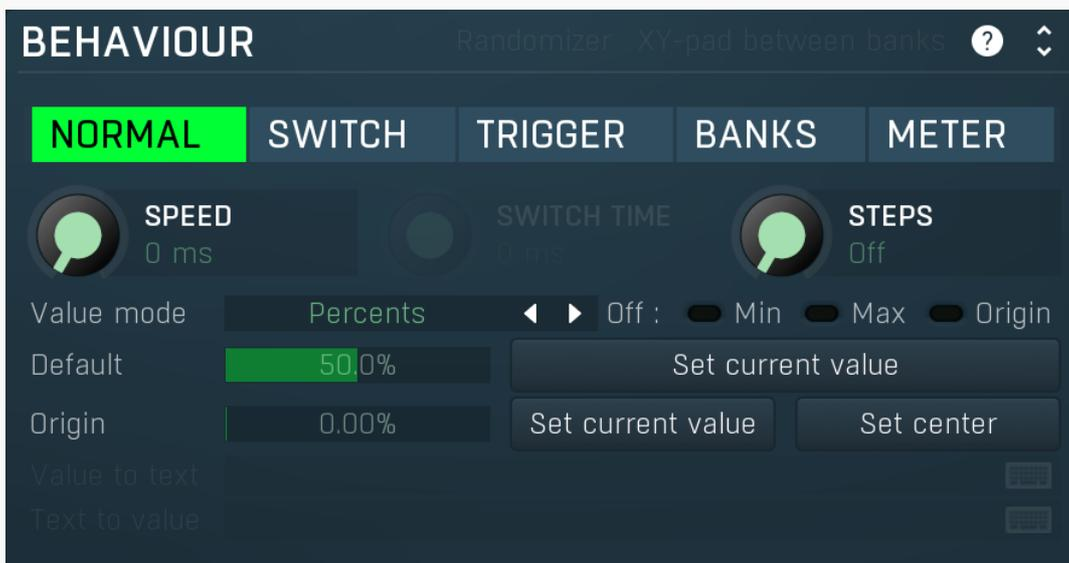 BEHAVIOUR Randomizer XY-pad between banks ?
NORMAL SWITCH TRIGGER BANKS METER
SPEED SWITCH TIME STEPS
0 ms 0 ms Off
Value mode Percents Off : Min Max Origin
Default 50.0% Set current value
Origin 0.00% Set current value Set center
Value to text
Text to value